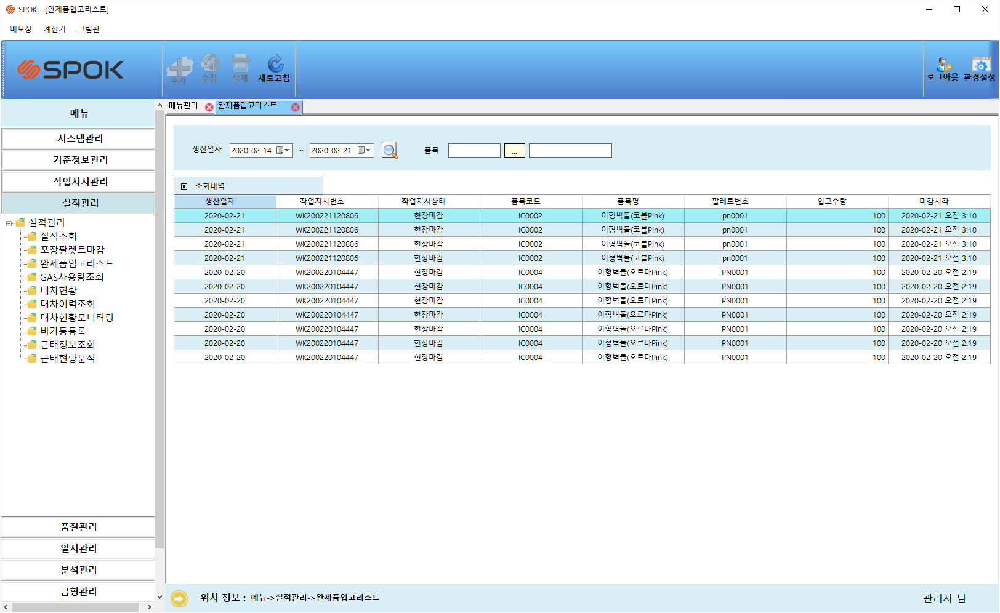 SPOK - [완제품입고리스트]
메모장 계산기 그림판
SPOK 추가 수정 삭제 새로고침 로그아웃 환경설정
메뉴
시스템관리
기준정보관리
작업지시관리
실적관리
실적관리
실적조회
포장팔렛트마감
완제품입고리스트
GAS사용량조회
대차현황
대차이력조회
대차현황모니터링
비가동등록
근태정보조회
근태현황분석
품질관리
일지관리
분석관리
금형관리
메뉴관리 완제품입고리스트
생산일자 2020-02-14 ~ 2020-02-21 품목 ...
조회내역
생산일자 작업지시번호 작업지시상태 품목코드 품목명 팔레트번호 입고수량 마감시각
2020-02-21 WK200221120806 현장마감 IC0002 이형벽돌(코블Pink) pn0001 100 2020-02-21 오전 3:10
2020-02-21 WK200221120806 현장마감 IC0002 이형벽돌(코블Pink) pn0001 100 2020-02-21 오전 3:10
2020-02-21 WK200221120806 현장마감 IC0002 이형벽돌(코블Pink) pn0001 100 2020-02-21 오전 3:10
2020-02-21 WK200221120806 현장마감 IC0002 이형벽돌(코블Pink) pn0001 100 2020-02-21 오전 3:10
2020-02-20 WK200220104447 현장마감 IC0004 이형벽돌(오르마Pink) PN0001 100 2020-02-20 오전 2:19
2020-02-20 WK200220104447 현장마감 IC0004 이형벽돌(오르마Pink) PN0001 100 2020-02-20 오전 2:19
2020-02-20 WK200220104447 현장마감 IC0004 이형벽돌(오르마Pink) PN0001 100 2020-02-20 오전 2:19
2020-02-20 WK200220104447 현장마감 IC0004 이형벽돌(오르마Pink) PN0001 100 2020-02-20 오전 2:19
2020-02-20 WK200220104447 현장마감 IC0004 이형벽돌(오르마Pink) PN0001 100 2020-02-20 오전 2:19
2020-02-20 WK200220104447 현장마감 IC0004 이형벽돌(오르마Pink) PN0001 100 2020-02-20 오전 2:19
2020-02-20 WK200220104447 현장마감 IC0004 이형벽돌(오르마Pink) PN0001 100 2020-02-20 오전 2:19
위치 정보 : 메뉴->실적관리->완제품입고리스트 관리자 님